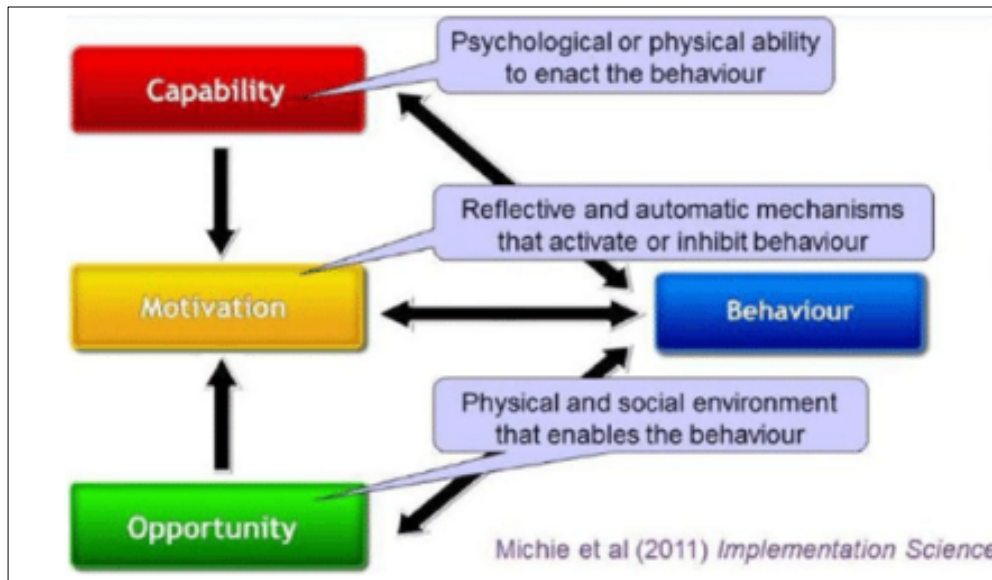 Psychological or physical ability
to enact the behaviour
Capability
Reflective and automatic mechanisms
that activate or inhibit behaviour
Motivation
Behaviour
Physical and social environment
that enables the behaviour
Opportunity
Michie et al (2011) Implementation Science